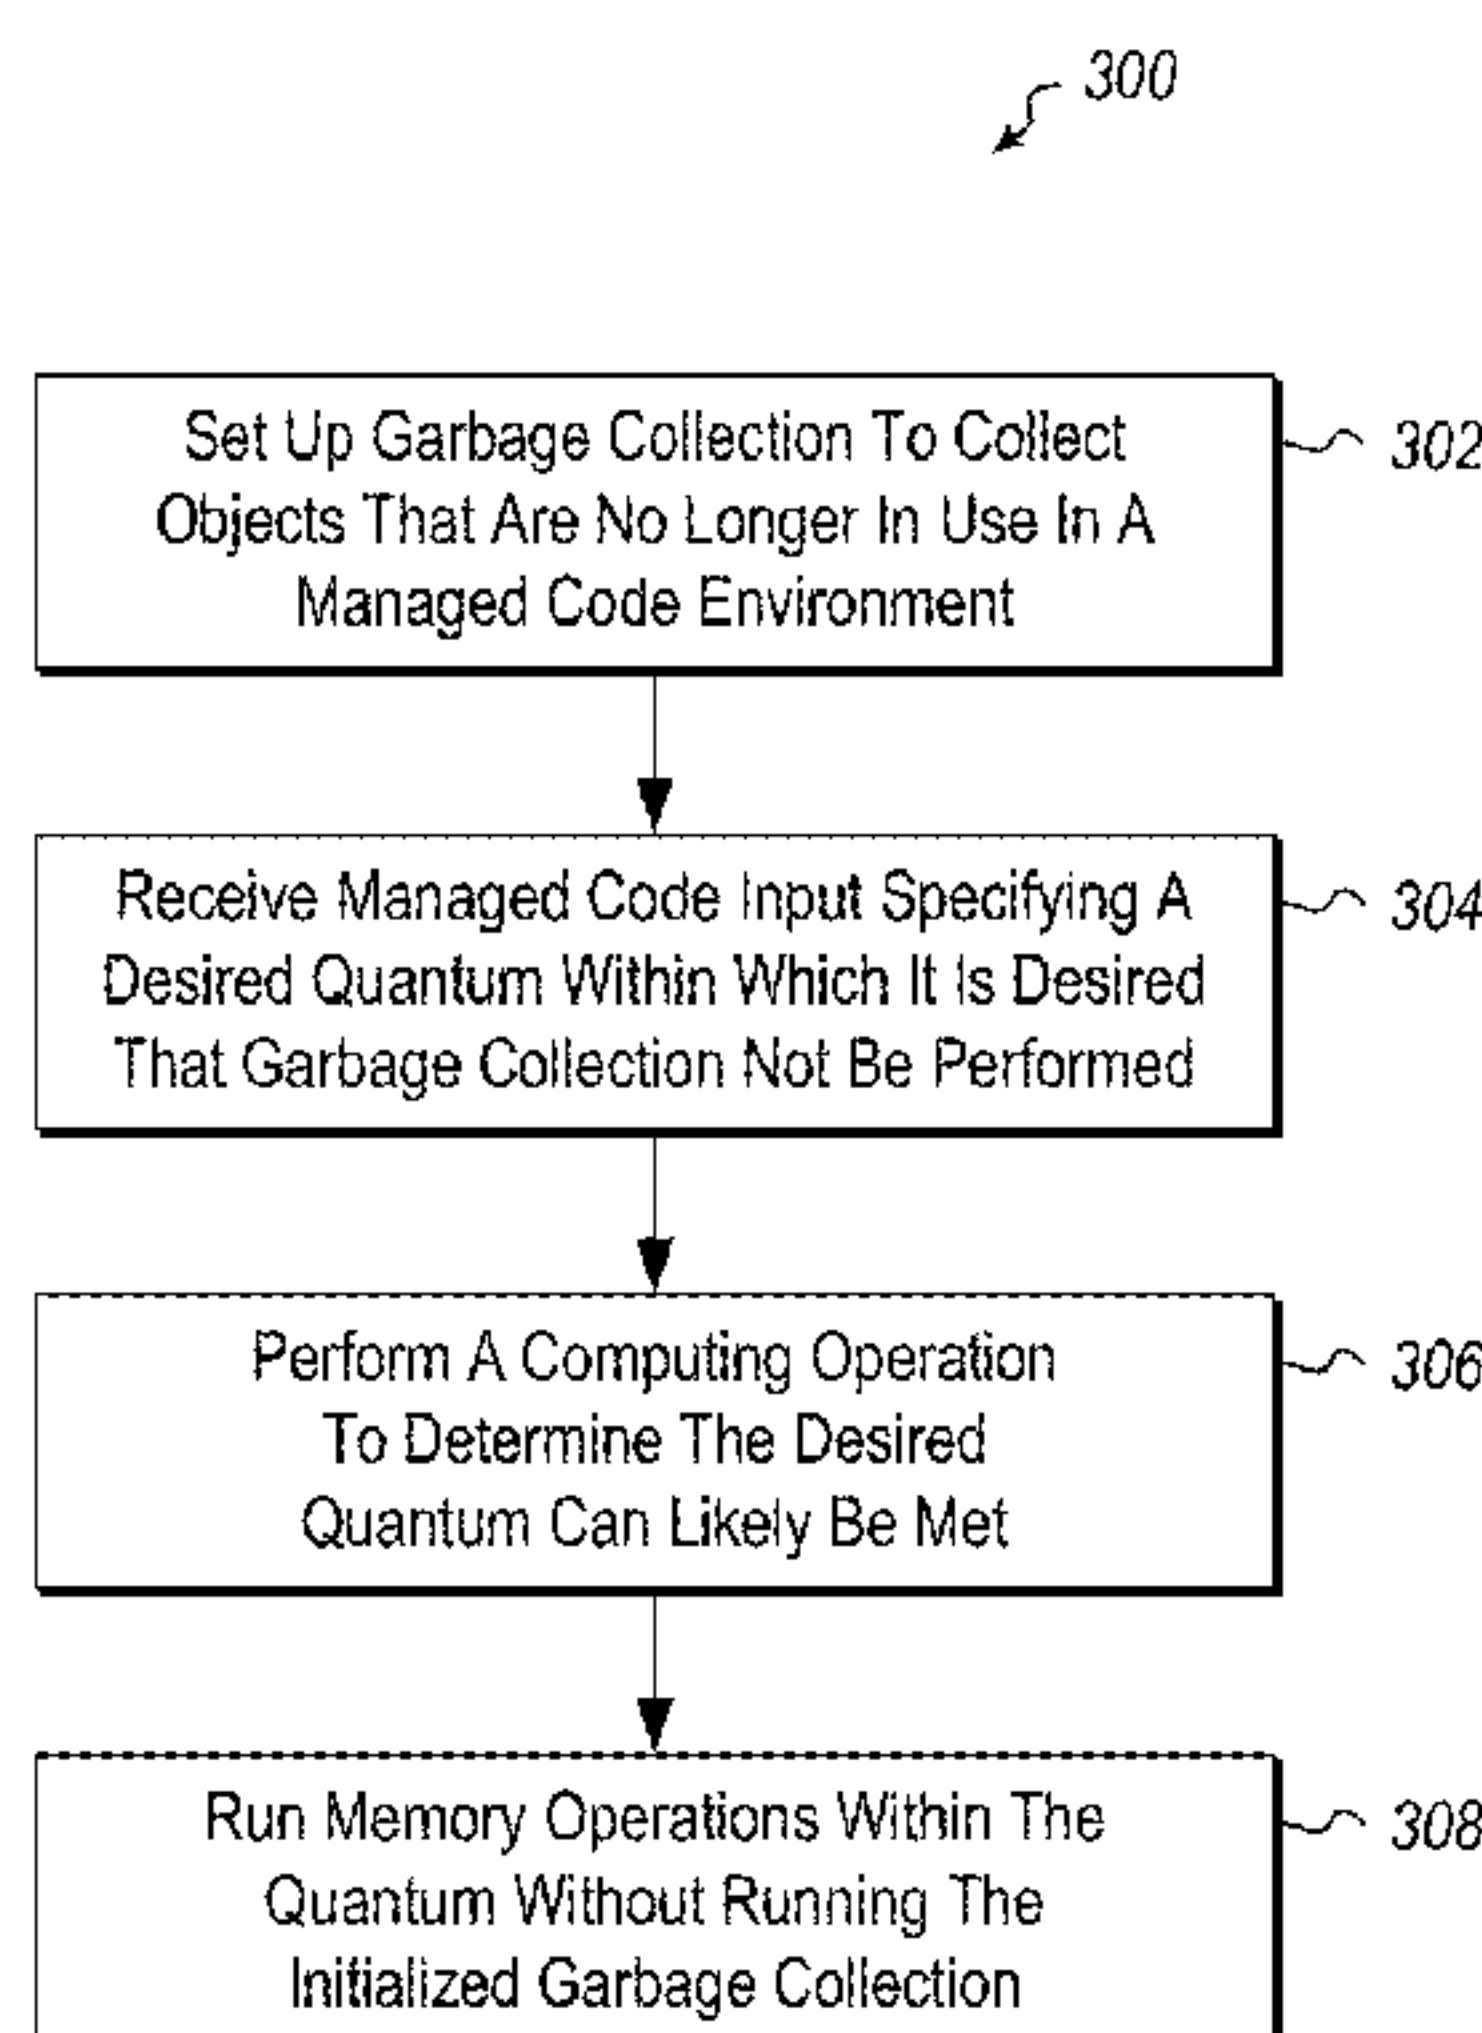 300
Set Up Garbage Collection To Collect
Objects That Are No Longer In Use In A
Managed Code Environment
302
Receive Managed Code Input Specifying A
Desired Quantum Within Which It Is Desired
That Garbage Collection Not Be Performed
304
Perform A Computing Operation
To Determine The Desired
Quantum Can Likely Be Met
306
Run Memory Operations Within The
Quantum Without Running The
Initialized Garbage Collection
308